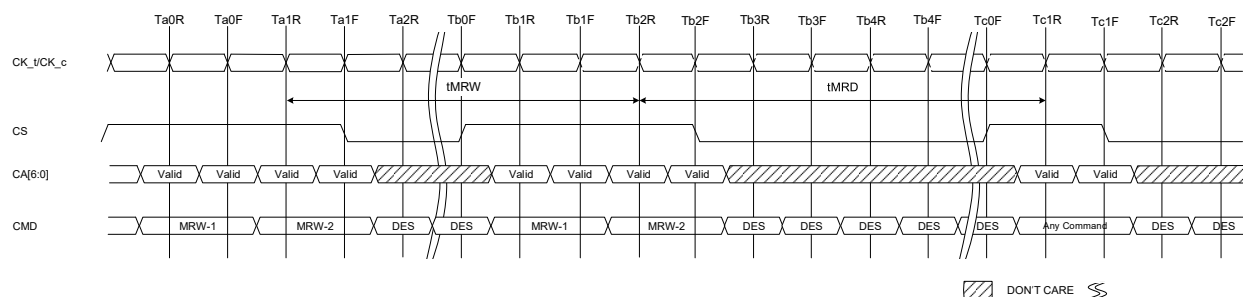 Ta0R Ta0F Ta1R Ta1F Ta2R Tb0F Tb1R Tb1F Tb2R Tb2F Tb3R Tb3F Tb4R Tb4F Tc0F Tc1R Tc1F Tc2R Tc2F
CK_t/CK_c
tMRW tMRD
CS
CA[6:0] Valid Valid Valid Valid Valid Valid Valid Valid Valid Valid
CMD MRW-1 MRW-2 DES DES MRW-1 MRW-2 DES DES DES DES DES Any Command DES DES
DON'T CARE